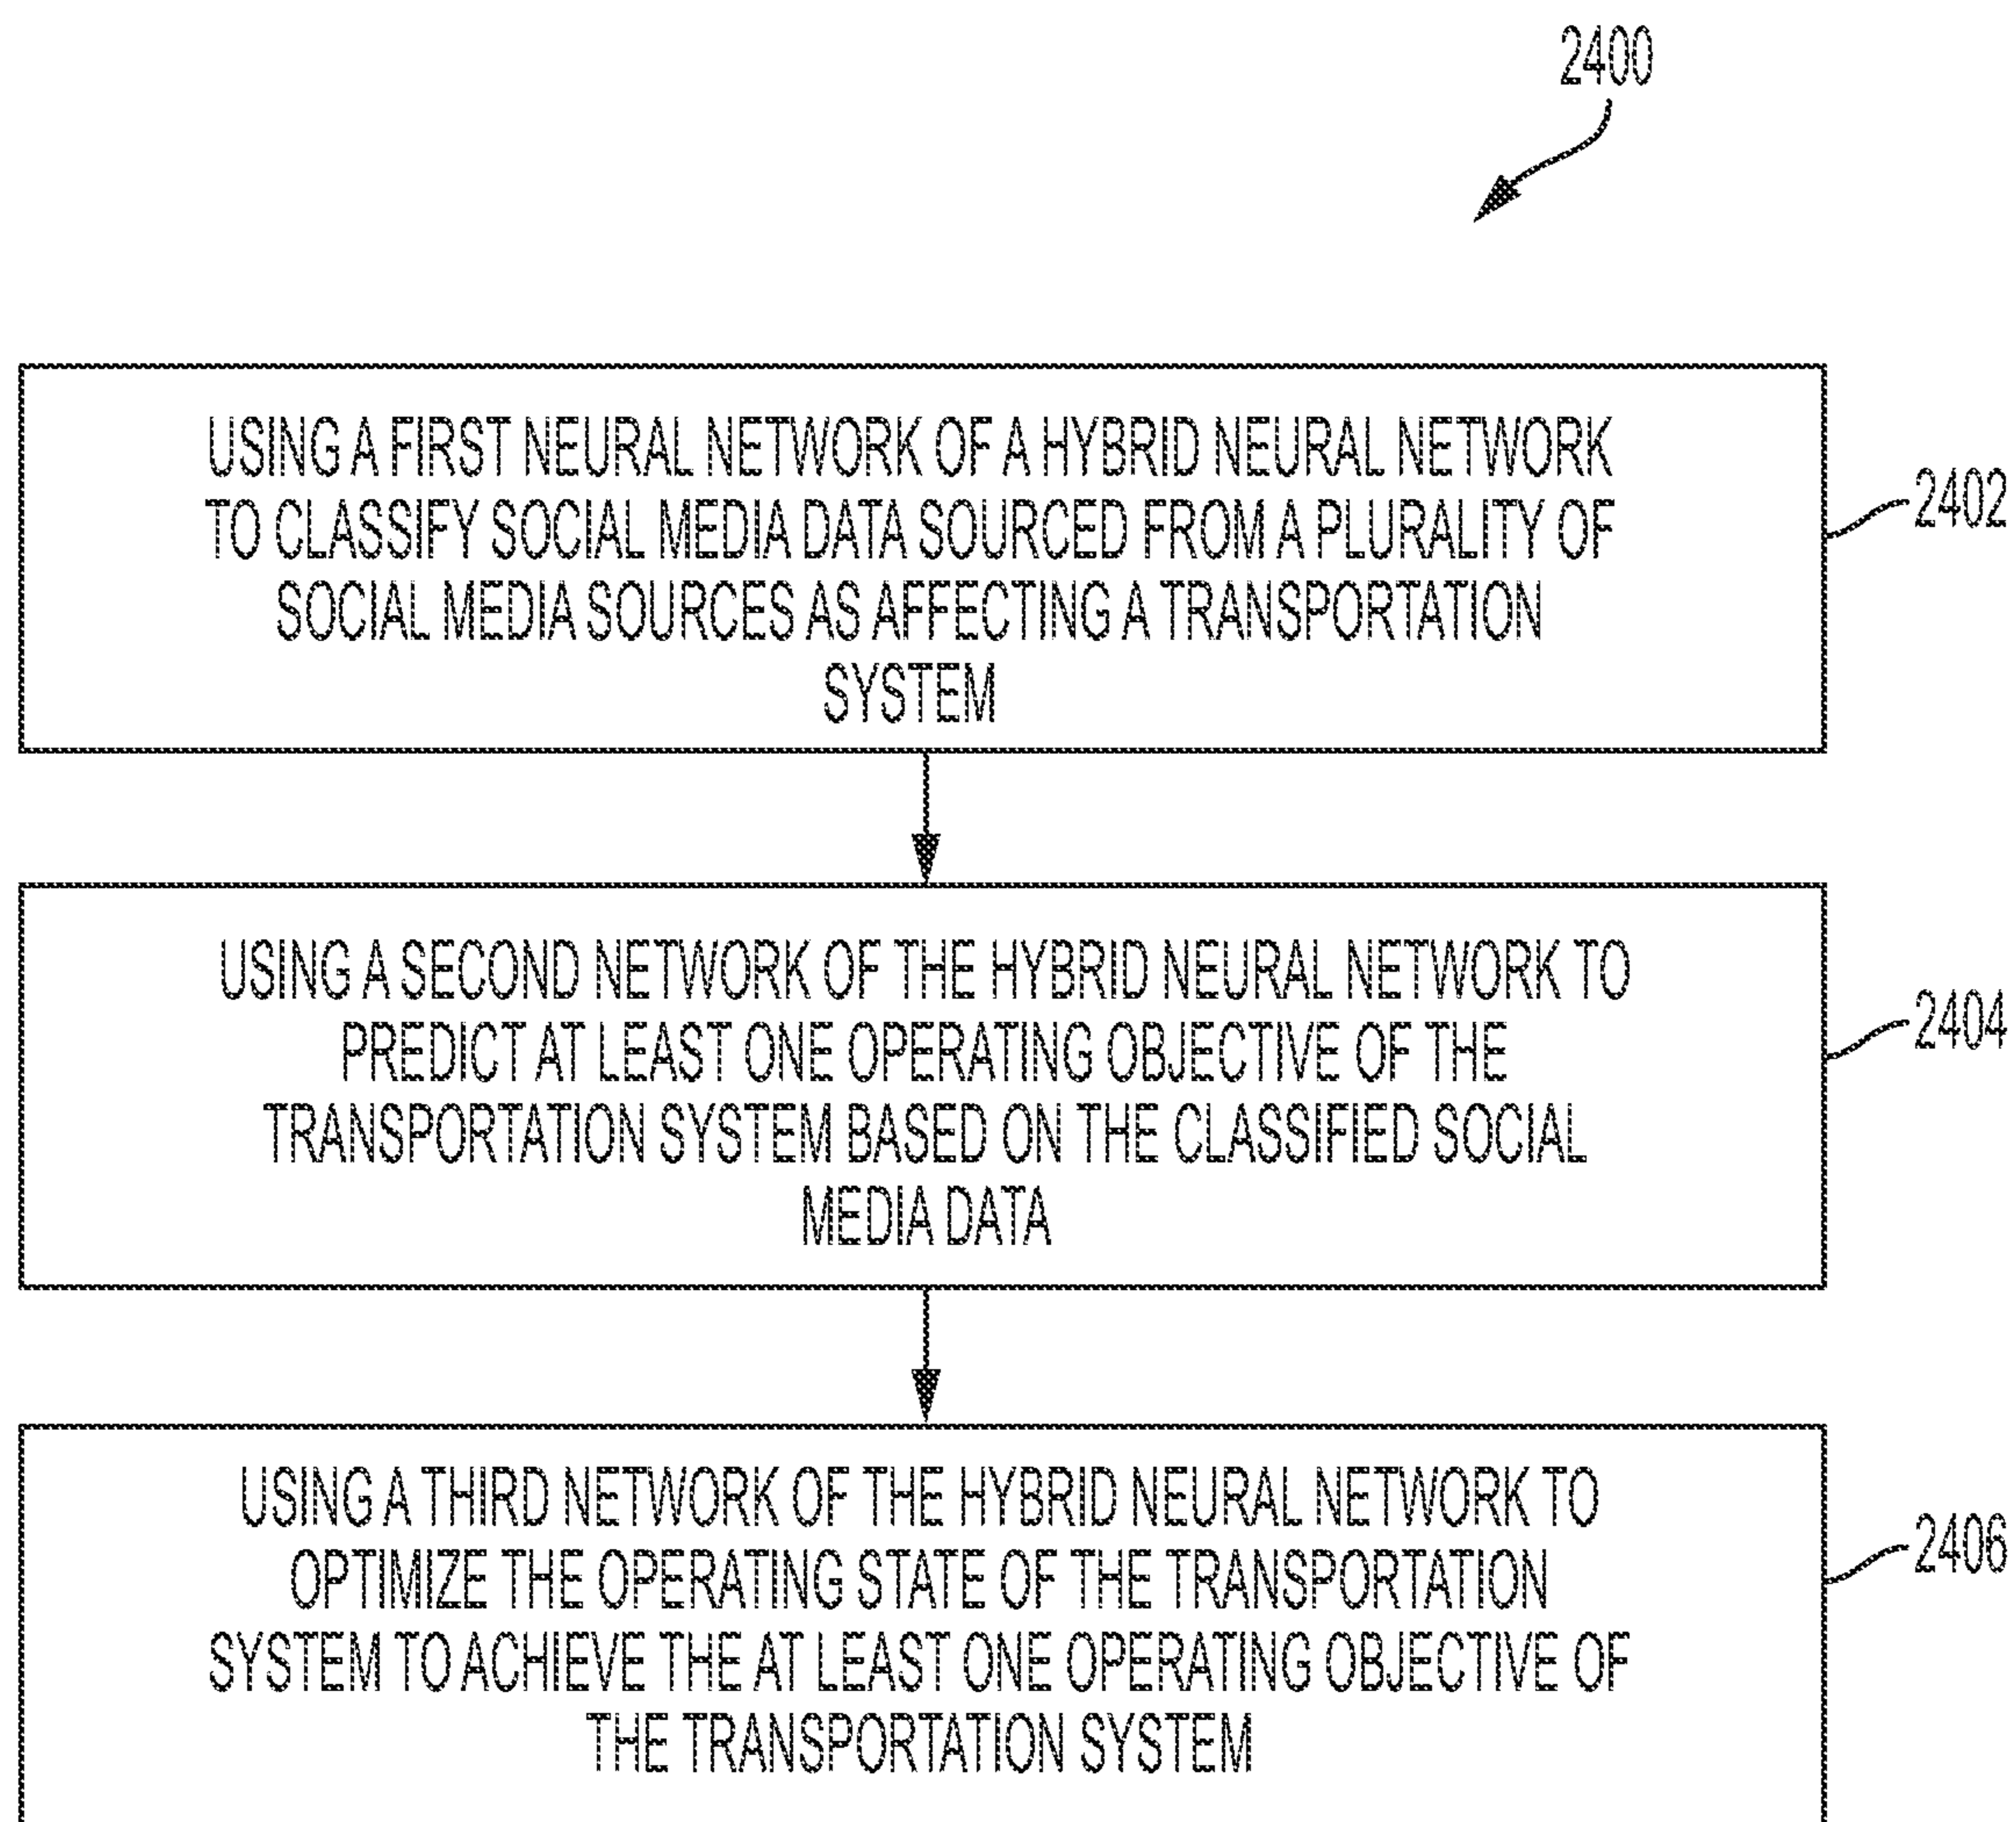 2400
USING A FIRST NEURAL NETWORK OF A HYBRID NEURAL NETWORK
TO CLASSIFY SOCIAL MEDIA DATA SOURCED FROM A PLURALITY OF
SOCIAL MEDIA SOURCES AS AFFECTING A TRANSPORTATION
SYSTEM
2402
USING A SECOND NETWORK OF THE HYBRID NEURAL NETWORK TO
PREDICT AT LEAST ONE OPERATING OBJECTIVE OF THE
TRANSPORTATION SYSTEM BASED ON THE CLASSIFIED SOCIAL
MEDIA DATA
2404
USING A THIRD NETWORK OF THE HYBRID NEURAL NETWORK TO
OPTIMIZE THE OPERATING STATE OF THE TRANSPORTATION
SYSTEM TO ACHIEVE THE AT LEAST ONE OPERATING OBJECTIVE OF
THE TRANSPORTATION SYSTEM
2406